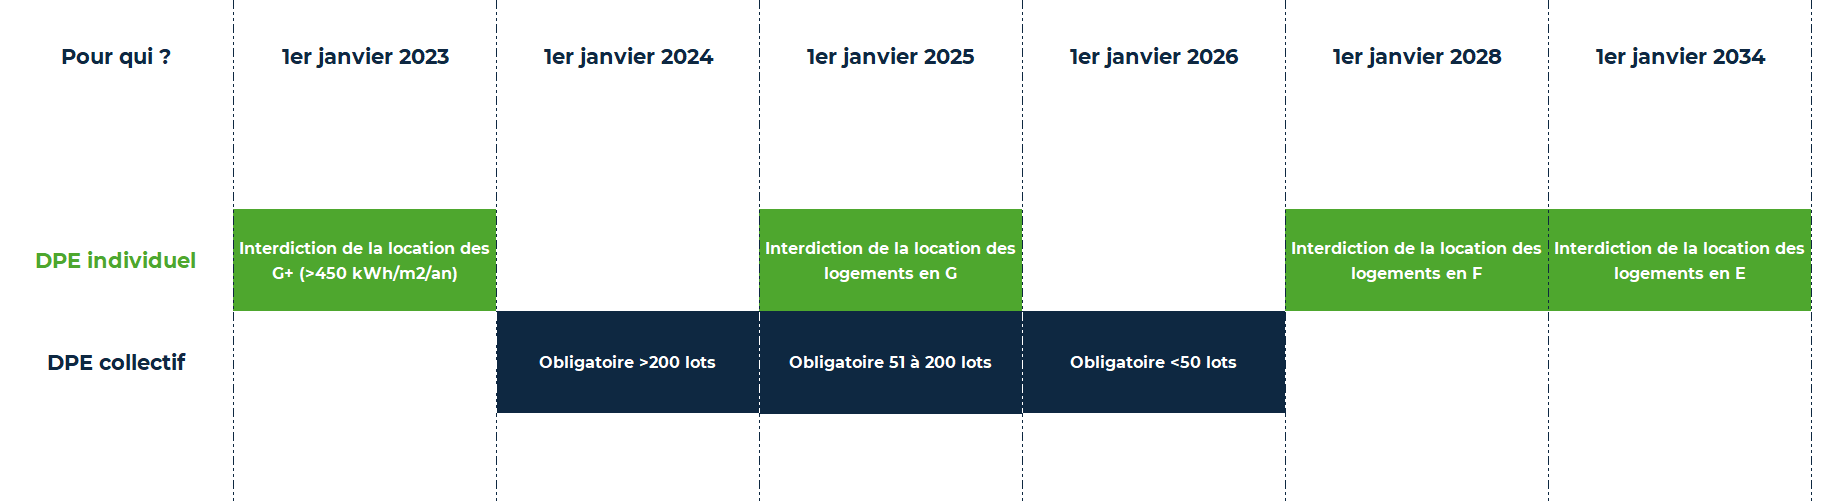 Pour qui ?
1er janvier 2023
1er janvier 2024
1er janvier 2025
1er janvier 2026
1er janvier 2028
1er janvier 2034
DPE individuel
Interdiction de la location des
G+ (>450 kWh/m2/an)
Interdiction de la location des
logements en G
Interdiction de la location des
logements en F
Interdiction de la location des
logements en E
DPE collectif
Obligatoire >200 lots
Obligatoire 51 à 200 lots
Obligatoire <50 lots